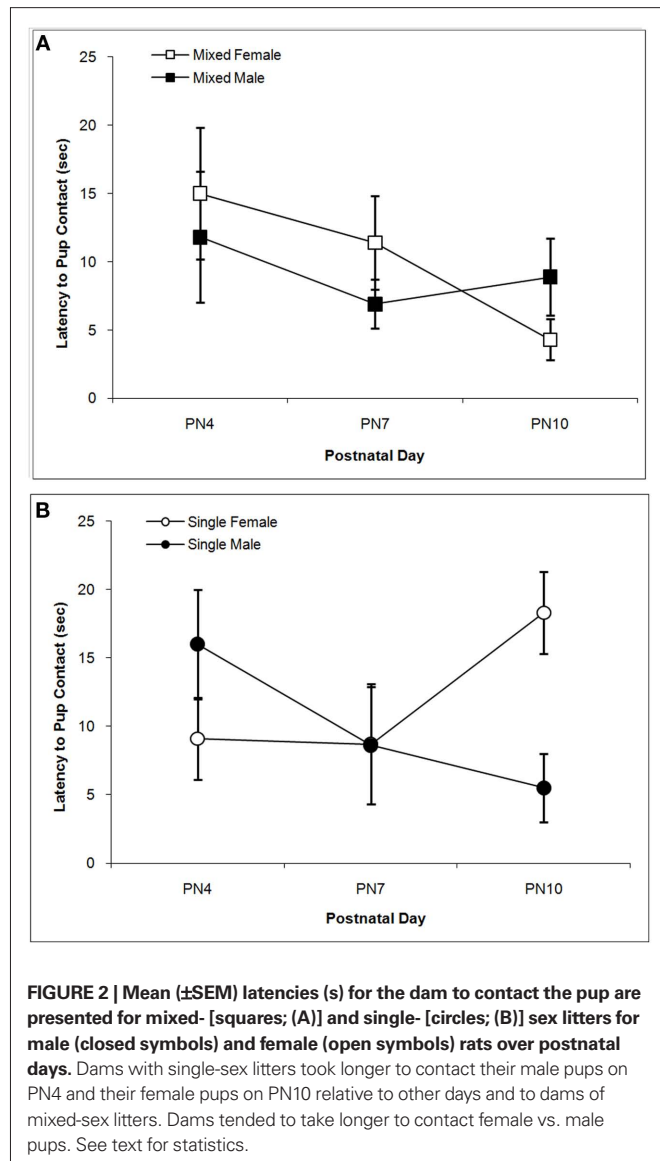 A
Mixed Female
Mixed Male
25
20
15
10
5
0
Latency to Pup Contact (sec)
PN4 PN7 PN10
Postnatal Day
B
Single Female
Single Male
25
20
15
10
5
0
Latency to Pup Contact (sec)
PN4 PN7 PN10
Postnatal Day
FIGURE 2 | Mean (±SEM) latencies (s) for the dam to contact the pup are
presented for mixed- [squares; (A)] and single- [circles; (B)] sex litters for
male (closed symbols) and female (open symbols) rats over postnatal
days. Dams with single-sex litters took longer to contact their male pups on
PN4 and their female pups on PN10 relative to other days and to dams of
mixed-sex litters. Dams tended to take longer to contact female vs. male
pups. See text for statistics.